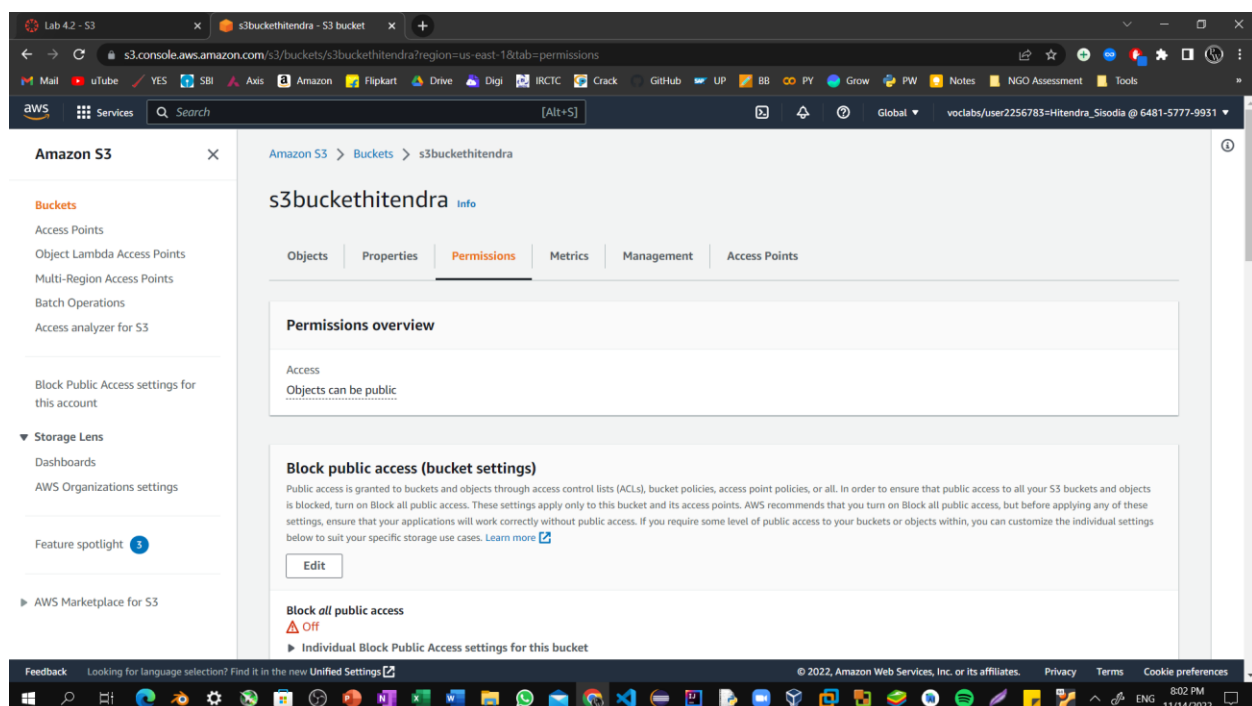 Lab 4.2 - S3
s3buckethitendra - S3 bucket
s3.console.aws.amazon.com/s3/buckets/s3buckethitendra?region=us-east-1&tab=permissions
Mail uTube YES SBI Axis Amazon Flipkart Drive Digi IRCTC Crack GitHub UP BB PY Grow PW Notes NGO Assessment Tools »
aws Services Search [Alt+S] Global voclabs/user2256783=Hitendra_Sisodia @ 6481-5777-9931
Amazon S3
Buckets
Access Points
Object Lambda Access Points
Multi-Region Access Points
Batch Operations
Access analyzer for S3
Block Public Access settings for
this account
Storage Lens
Dashboards
AWS Organizations settings
Feature spotlight 3
AWS Marketplace for S3
Amazon S3 > Buckets > s3buckethitendra
s3buckethitendra Info
Objects Properties Permissions Metrics Management Access Points
Permissions overview
Access
Objects can be public
Block public access (bucket settings)
Public access is granted to buckets and objects through access control lists (ACLs), bucket policies, access point policies, or all. In order to ensure that public access to all your S3 buckets and objects
is blocked, turn on Block all public access. These settings apply only to this bucket and its access points. AWS recommends that you turn on Block all public access, but before applying any of these
settings, ensure that your applications will work correctly without public access. If you require some level of public access to your buckets or objects within, you can customize the individual settings
below to suit your specific storage use cases. Learn more
Edit
Block all public access
Off
Individual Block Public Access settings for this bucket
Feedback Looking for language selection? Find it in the new Unified Settings © 2022, Amazon Web Services, Inc. or its affiliates. Privacy Terms Cookie preferences
ENG 8:02 PM
11/14/2022